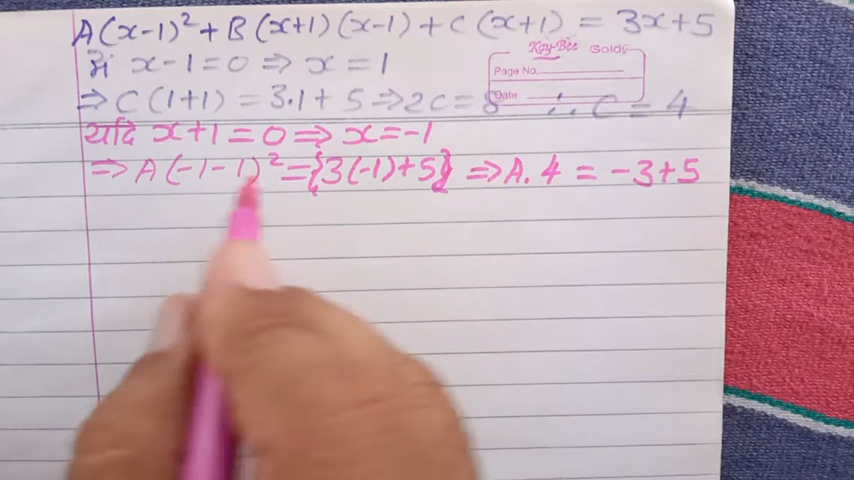 A(x-1)² + B(x+1)(x-1) + C(x+1) = 3x+5
Kay-Bee Gold
x-1=0 ⇒ x=1
Page No.
⇒ C(1+1) = 3.1+5 ⇒ 2C = 8 ∴ C = 4
Date
यदि x+1=0 ⇒ x=-1
⇒ A(-1-1)² = {3(-1)+5} ⇒ A.4 = -3+5